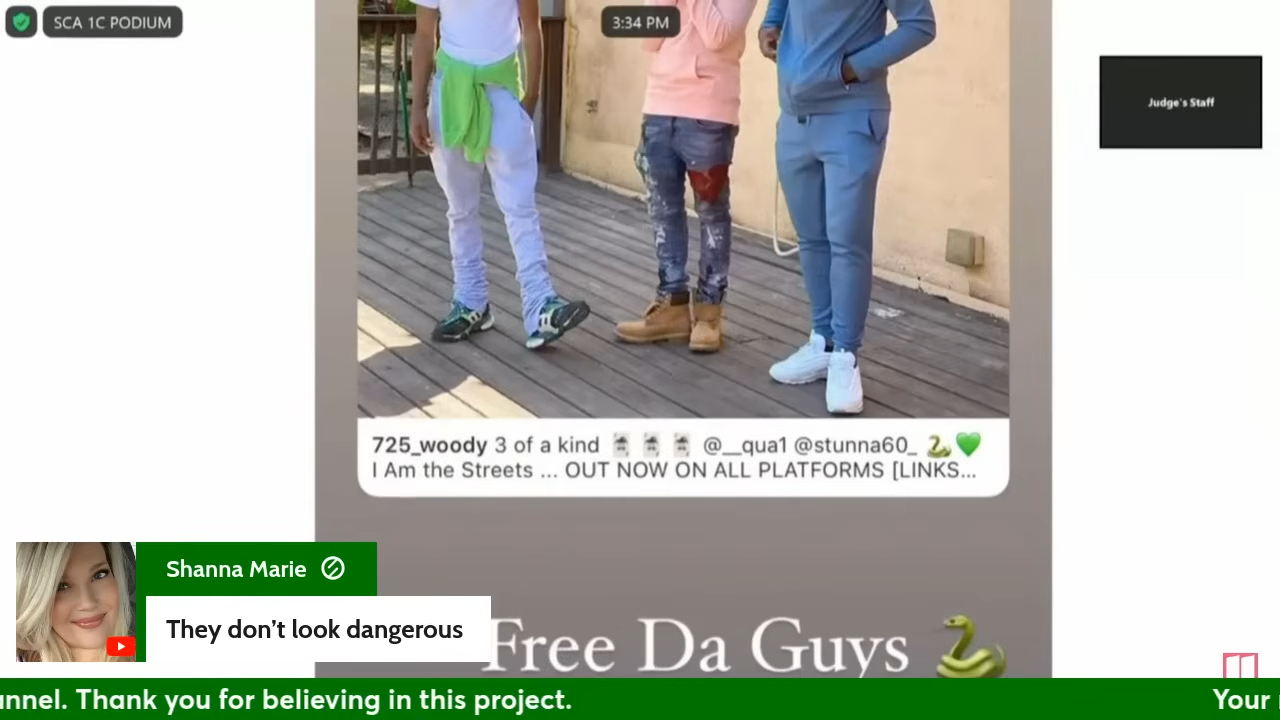 SCA 1C PODIUM
3:34 PM
Judge's Staff
725_woody 3 of a kind 🃏 🃏 🃏 @__qua1 @stunna60_ 🐍💚
I Am the Streets ... OUT NOW ON ALL PLATFORMS [LINKS...
Shanna Marie
They don’t look dangerous
Free Da Guys 🐍
annel. Thank you for believing in this project.
Your